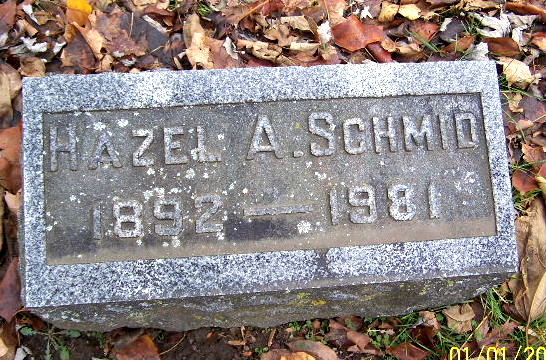 HAZEL A. SCHMID
1892 — 1981
01/01/20